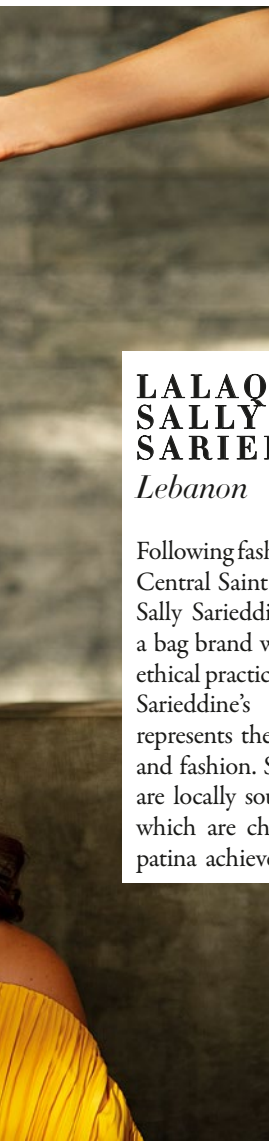 LALAQ
SALLY
SARIE
Lebanon
Following fash
Central Saint
Sally Sarieddi
a bag brand w
ethical practic
Sarieddine's
represents the
and fashion. S
are locally sou
which are ch
patina achieve